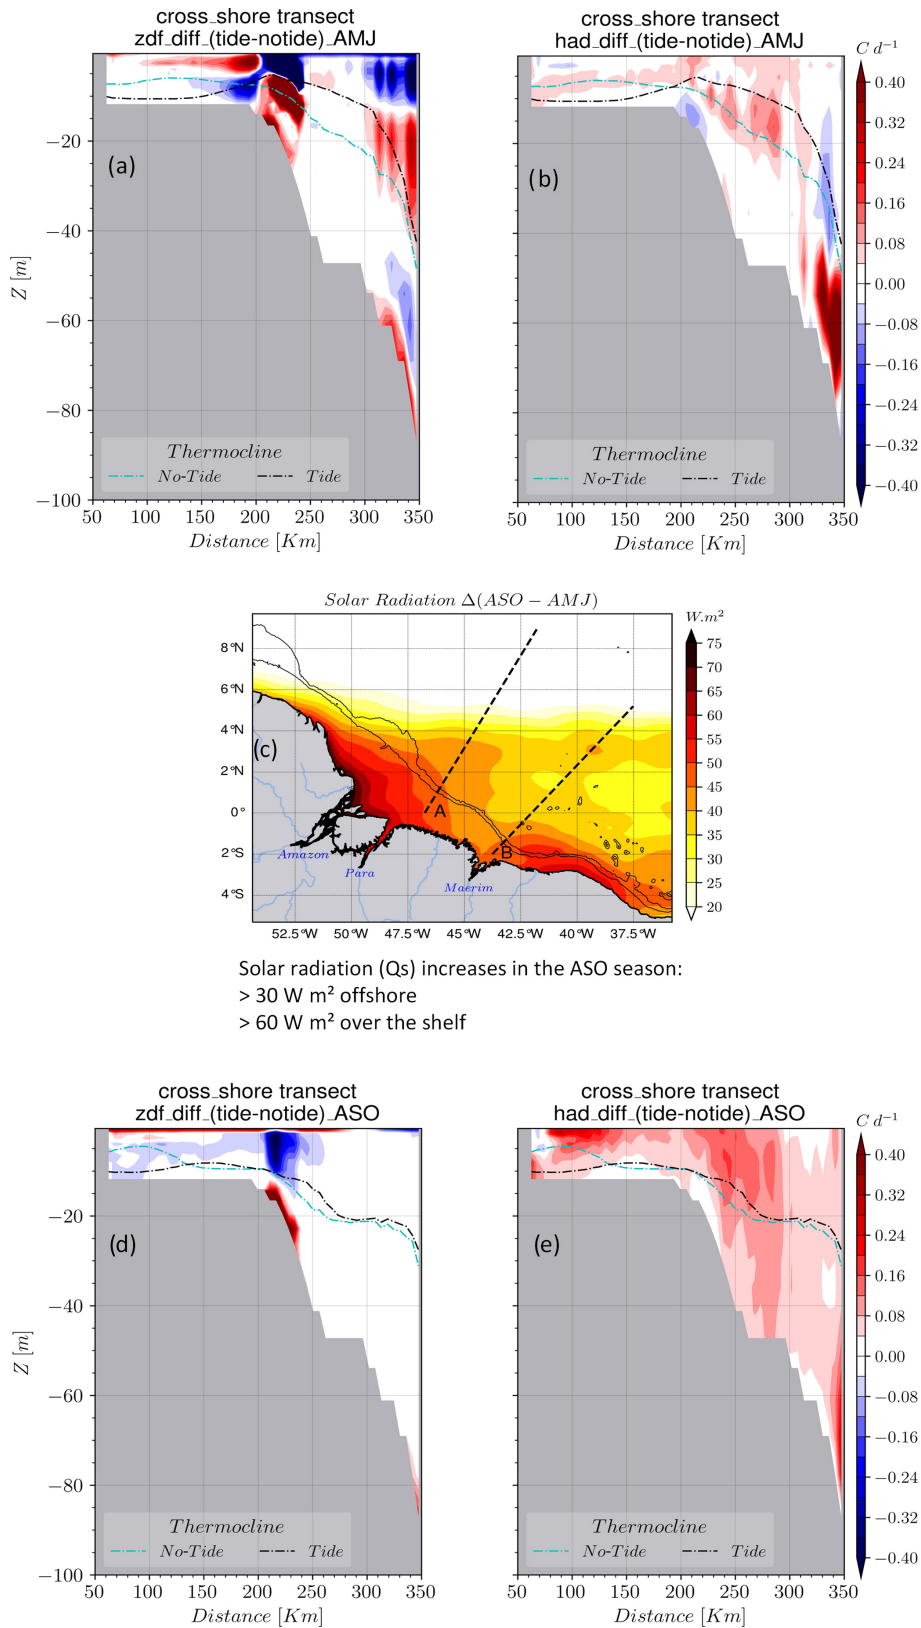 cross_shore transect
zdf_diff_(tide-notide)_AMJ
cross_shore transect
had_diff_(tide-notide)_AMJ
C d⁻¹
(a)
(b)
Z [m]
−20
−40
−60
−80
−100
0.40
0.32
0.24
0.16
0.08
0.00
−0.08
−0.16
−0.24
−0.32
−0.40
Thermocline
No-Tide
Tide
Thermocline
No-Tide
Tide
50 100 150 200 250 300 350
50 100 150 200 250 300 350
Distance [Km]
Distance [Km]
Solar Radiation Δ(ASO − AMJ)
W.m²
8°N
6°N
4°N
2°N
0°
2°S
4°S
(c)
A
B
Amazon
Para
Maerim
75
70
65
60
55
50
45
40
35
30
25
20
52.5°W 50°W 47.5°W 45°W 42.5°W 40°W 37.5°W
Solar radiation (Qs) increases in the ASO season:
> 30 W m² offshore
> 60 W m² over the shelf
cross_shore transect
zdf_diff_(tide-notide)_ASO
cross_shore transect
had_diff_(tide-notide)_ASO
C d⁻¹
(d)
(e)
Z [m]
−20
−40
−60
−80
−100
0.40
0.32
0.24
0.16
0.08
0.00
−0.08
−0.16
−0.24
−0.32
−0.40
Thermocline
No-Tide
Tide
Thermocline
No-Tide
Tide
50 100 150 200 250 300 350
50 100 150 200 250 300 350
Distance [Km]
Distance [Km]